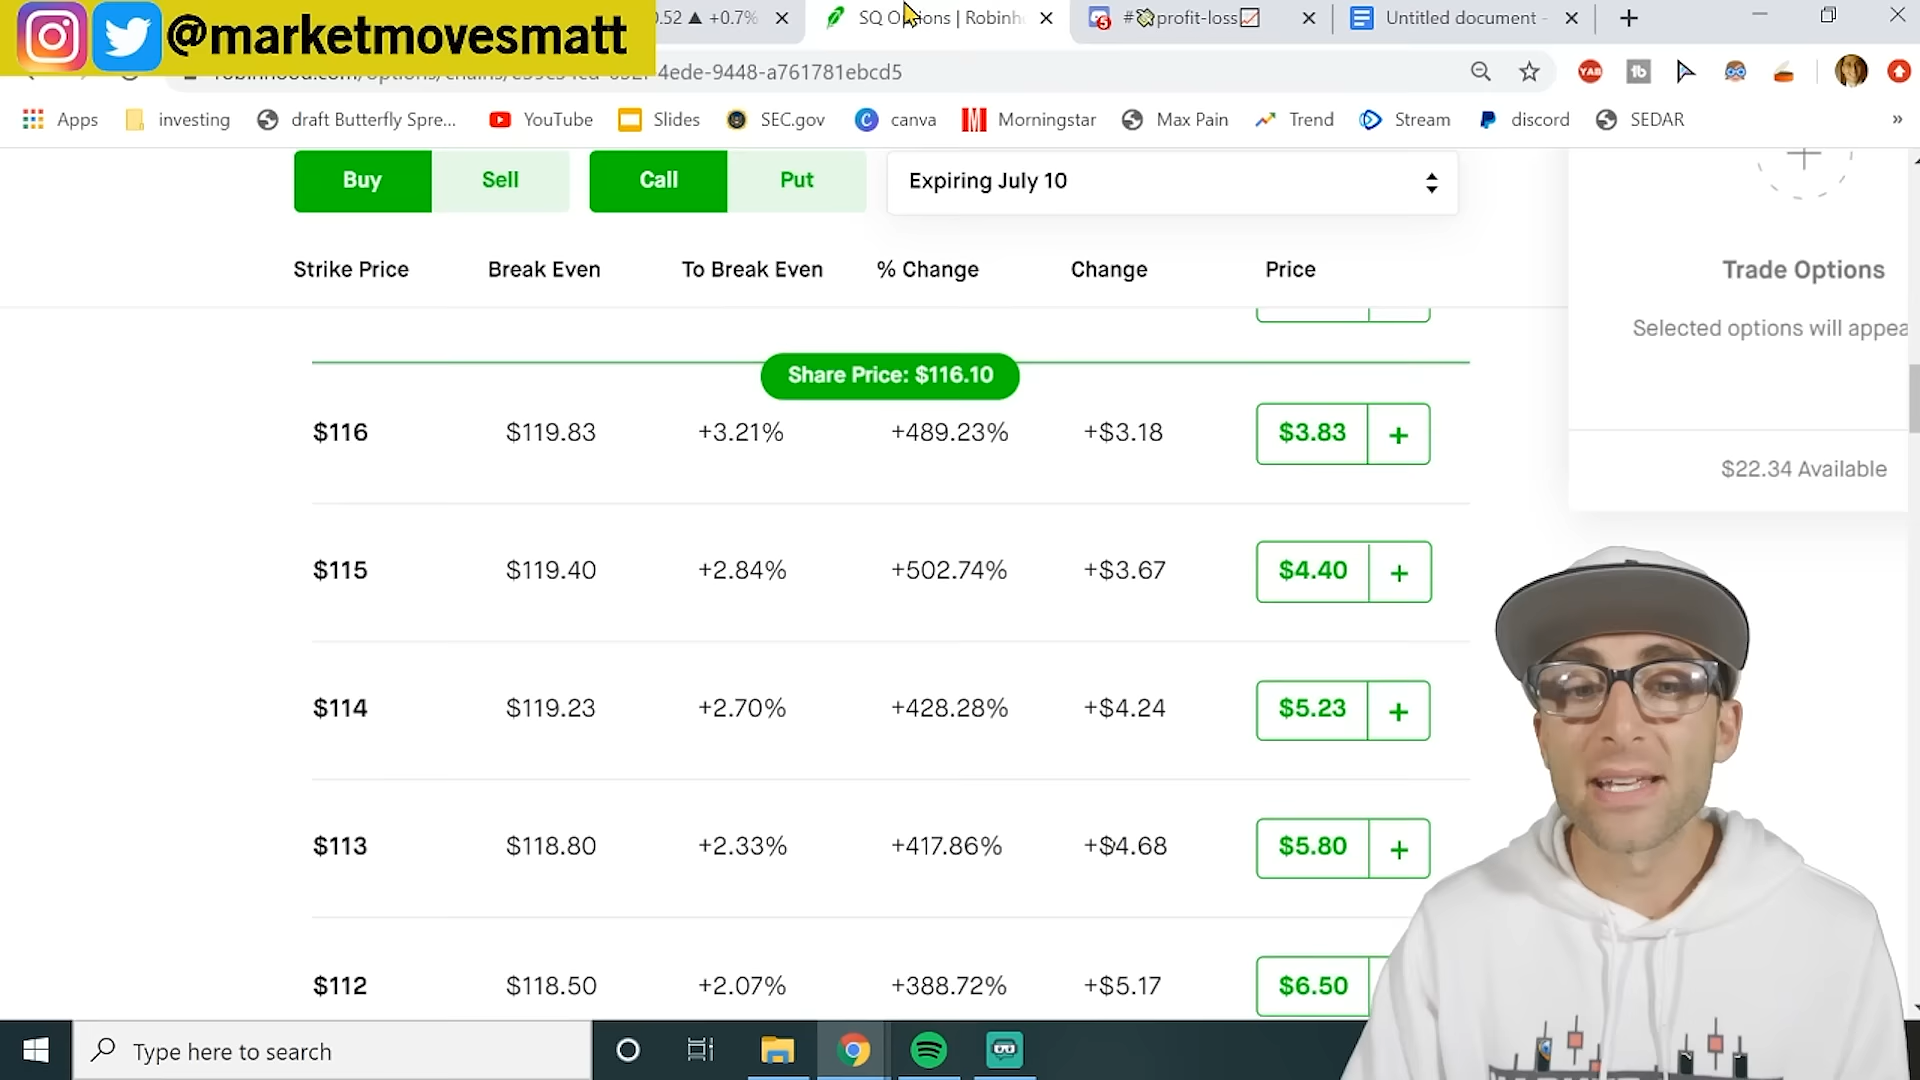 @marketmovesmatt
.52 ▲ +0.7%
SQ Options | Robinh
# profit-loss
Untitled document -
4ede-9448-a761781ebcd5
Apps
investing
draft Butterfly Spre...
YouTube
Slides
SEC.gov
canva
Morningstar
Max Pain
Trend
Stream
discord
SEDAR
»
Buy
Sell
Call
Put
Expiring July 10
Strike Price
Break Even
To Break Even
% Change
Change
Price
Trade Options
Selected options will appea
$22.34 Available
Share Price: $116.10
$116 $119.83 +3.21% +489.23% +$3.18 $3.83 +
$115 $119.40 +2.84% +502.74% +$3.67 $4.40 +
$114 $119.23 +2.70% +428.28% +$4.24 $5.23 +
$113 $118.80 +2.33% +417.86% +$4.68 $5.80 +
$112 $118.50 +2.07% +388.72% +$5.17 $6.50
Type here to search